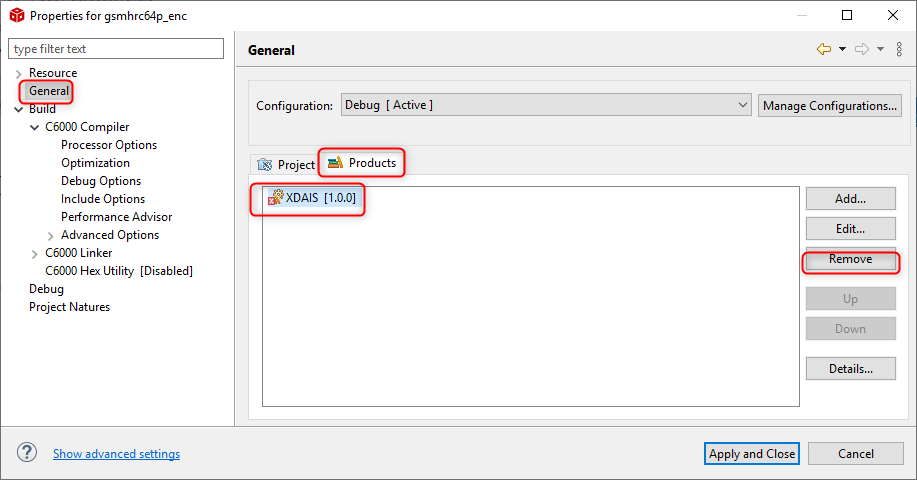 Properties for gsmhrc64p_enc
type filter text
Resource
General
Build
C6000 Compiler
Processor Options
Optimization
Debug Options
Include Options
Performance Advisor
Advanced Options
C6000 Linker
C6000 Hex Utility [Disabled]
Debug
Project Natures
General
Configuration: Debug [ Active ] Manage Configurations...
Project Products
XDAIS [1.0.0]
Add...
Edit...
Remove
Up
Down
Details...
? Show advanced settings
Apply and Close Cancel